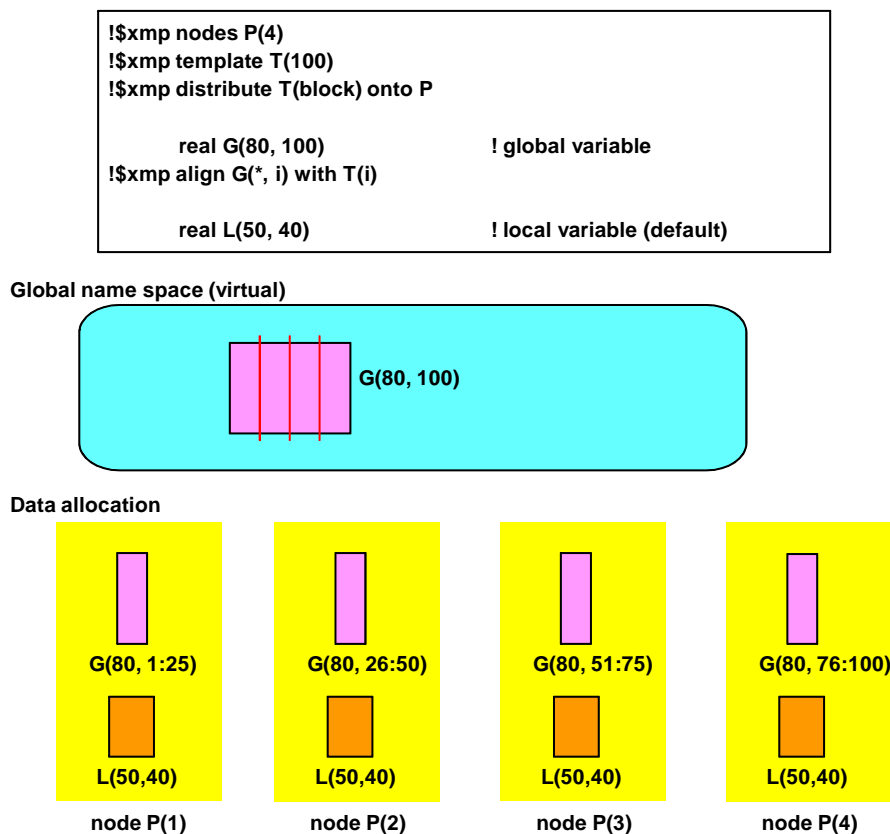 !$xmp nodes P(4)
!$xmp template T(100)
!$xmp distribute T(block) onto P
real G(80, 100) ! global variable
!$xmp align G(*, i) with T(i)
real L(50, 40) ! local variable (default)
Global name space (virtual)
G(80, 100)
Data allocation
G(80, 1:25) G(80, 26:50) G(80, 51:75) G(80, 76:100)
L(50,40) L(50,40) L(50,40) L(50,40)
node P(1) node P(2) node P(3) node P(4)